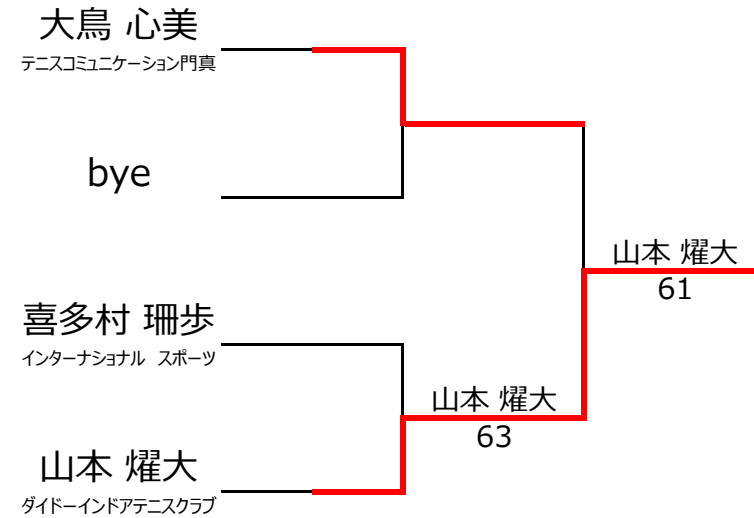 大鳥 心美
テニスコミュニケーション門真
bye
山本 燿大
61
喜多村 珊歩
インターナショナル スポーツ
山本 燿大
63
山本 燿大
ダイドーインドアテニスクラブ